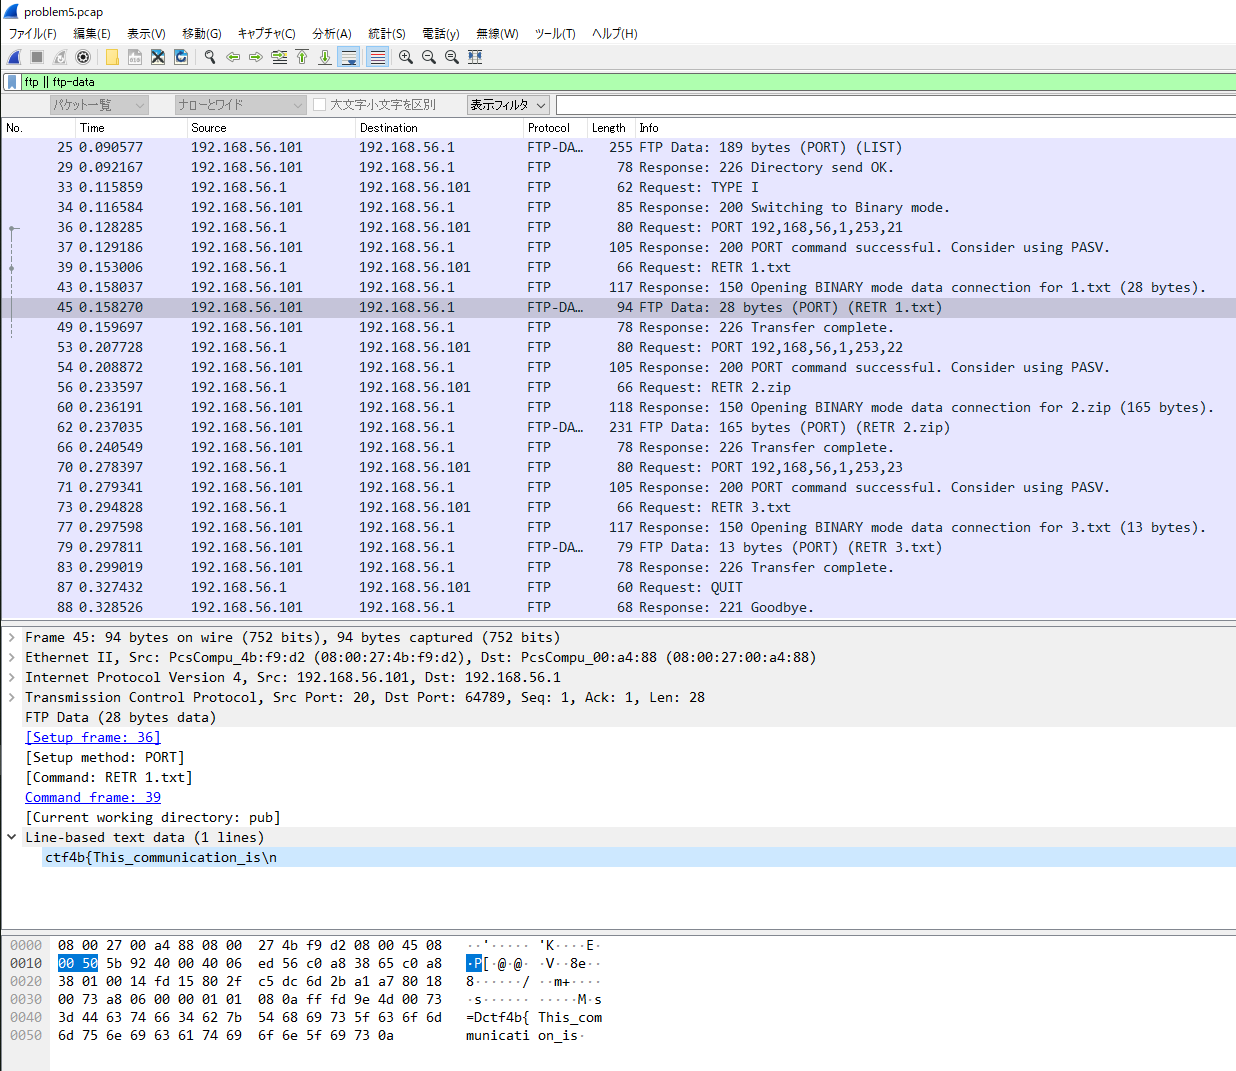 problem5.pcap
ファイル(F) 編集(E) 表示(V) 移動(G) キャプチャ(C) 分析(A) 統計(S) 電話(y) 無線(W) ツール(T) ヘルプ(H)
ftp || ftp-data
パケット一覧 ナローとワイド 大文字小文字を区別 表示フィルタ
No. Time Source Destination Protocol Length Info
25 0.090577 192.168.56.101 192.168.56.1 FTP-DA… 255 FTP Data: 189 bytes (PORT) (LIST)
29 0.092167 192.168.56.101 192.168.56.1 FTP 78 Response: 226 Directory send OK.
33 0.115859 192.168.56.1 192.168.56.101 FTP 62 Request: TYPE I
34 0.116584 192.168.56.101 192.168.56.1 FTP 85 Response: 200 Switching to Binary mode.
36 0.128285 192.168.56.1 192.168.56.101 FTP 80 Request: PORT 192,168,56,1,253,21
37 0.129186 192.168.56.101 192.168.56.1 FTP 105 Response: 200 PORT command successful. Consider using PASV.
39 0.153006 192.168.56.1 192.168.56.101 FTP 66 Request: RETR 1.txt
43 0.158037 192.168.56.101 192.168.56.1 FTP 117 Response: 150 Opening BINARY mode data connection for 1.txt (28 bytes).
45 0.158270 192.168.56.101 192.168.56.1 FTP-DA… 94 FTP Data: 28 bytes (PORT) (RETR 1.txt)
49 0.159697 192.168.56.101 192.168.56.1 FTP 78 Response: 226 Transfer complete.
53 0.207728 192.168.56.1 192.168.56.101 FTP 80 Request: PORT 192,168,56,1,253,22
54 0.208872 192.168.56.101 192.168.56.1 FTP 105 Response: 200 PORT command successful. Consider using PASV.
56 0.233597 192.168.56.1 192.168.56.101 FTP 66 Request: RETR 2.zip
60 0.236191 192.168.56.101 192.168.56.1 FTP 118 Response: 150 Opening BINARY mode data connection for 2.zip (165 bytes).
62 0.237035 192.168.56.101 192.168.56.1 FTP-DA… 231 FTP Data: 165 bytes (PORT) (RETR 2.zip)
66 0.240549 192.168.56.101 192.168.56.1 FTP 78 Response: 226 Transfer complete.
70 0.278397 192.168.56.1 192.168.56.101 FTP 80 Request: PORT 192,168,56,1,253,23
71 0.279341 192.168.56.101 192.168.56.1 FTP 105 Response: 200 PORT command successful. Consider using PASV.
73 0.294828 192.168.56.1 192.168.56.101 FTP 66 Request: RETR 3.txt
77 0.297598 192.168.56.101 192.168.56.1 FTP 117 Response: 150 Opening BINARY mode data connection for 3.txt (13 bytes).
79 0.297811 192.168.56.101 192.168.56.1 FTP-DA… 79 FTP Data: 13 bytes (PORT) (RETR 3.txt)
83 0.299019 192.168.56.101 192.168.56.1 FTP 78 Response: 226 Transfer complete.
87 0.327432 192.168.56.1 192.168.56.101 FTP 60 Request: QUIT
88 0.328526 192.168.56.101 192.168.56.1 FTP 68 Response: 221 Goodbye.
Frame 45: 94 bytes on wire (752 bits), 94 bytes captured (752 bits)
Ethernet II, Src: PcsCompu_4b:f9:d2 (08:00:27:4b:f9:d2), Dst: PcsCompu_00:a4:88 (08:00:27:00:a4:88)
Internet Protocol Version 4, Src: 192.168.56.101, Dst: 192.168.56.1
Transmission Control Protocol, Src Port: 20, Dst Port: 64789, Seq: 1, Ack: 1, Len: 28
FTP Data (28 bytes data)
[Setup frame: 36]
[Setup method: PORT]
[Command: RETR 1.txt]
Command frame: 39
[Current working directory: pub]
Line-based text data (1 lines)
ctf4b{This_communication_is\n
0000 08 00 27 00 a4 88 08 00 27 4b f9 d2 08 00 45 08 ··'····· 'K····E·
0010 00 50 5b 92 40 00 40 06 ed 56 c0 a8 38 65 c0 a8 ·P[·@·@· ·V··8e··
0020 38 01 00 14 fd 15 80 2f c5 dc 6d 2b a1 a7 80 18 8······/ ··m+····
0030 00 73 a8 06 00 00 01 01 08 0a ff fd 9e 4d 00 73 ·s······ ·····M·s
0040 3d 44 63 74 66 34 62 7b 54 68 69 73 5f 63 6f 6d =Dctf4b{ This_com
0050 6d 75 6e 69 63 61 74 69 6f 6e 5f 69 73 0a municati on_is·